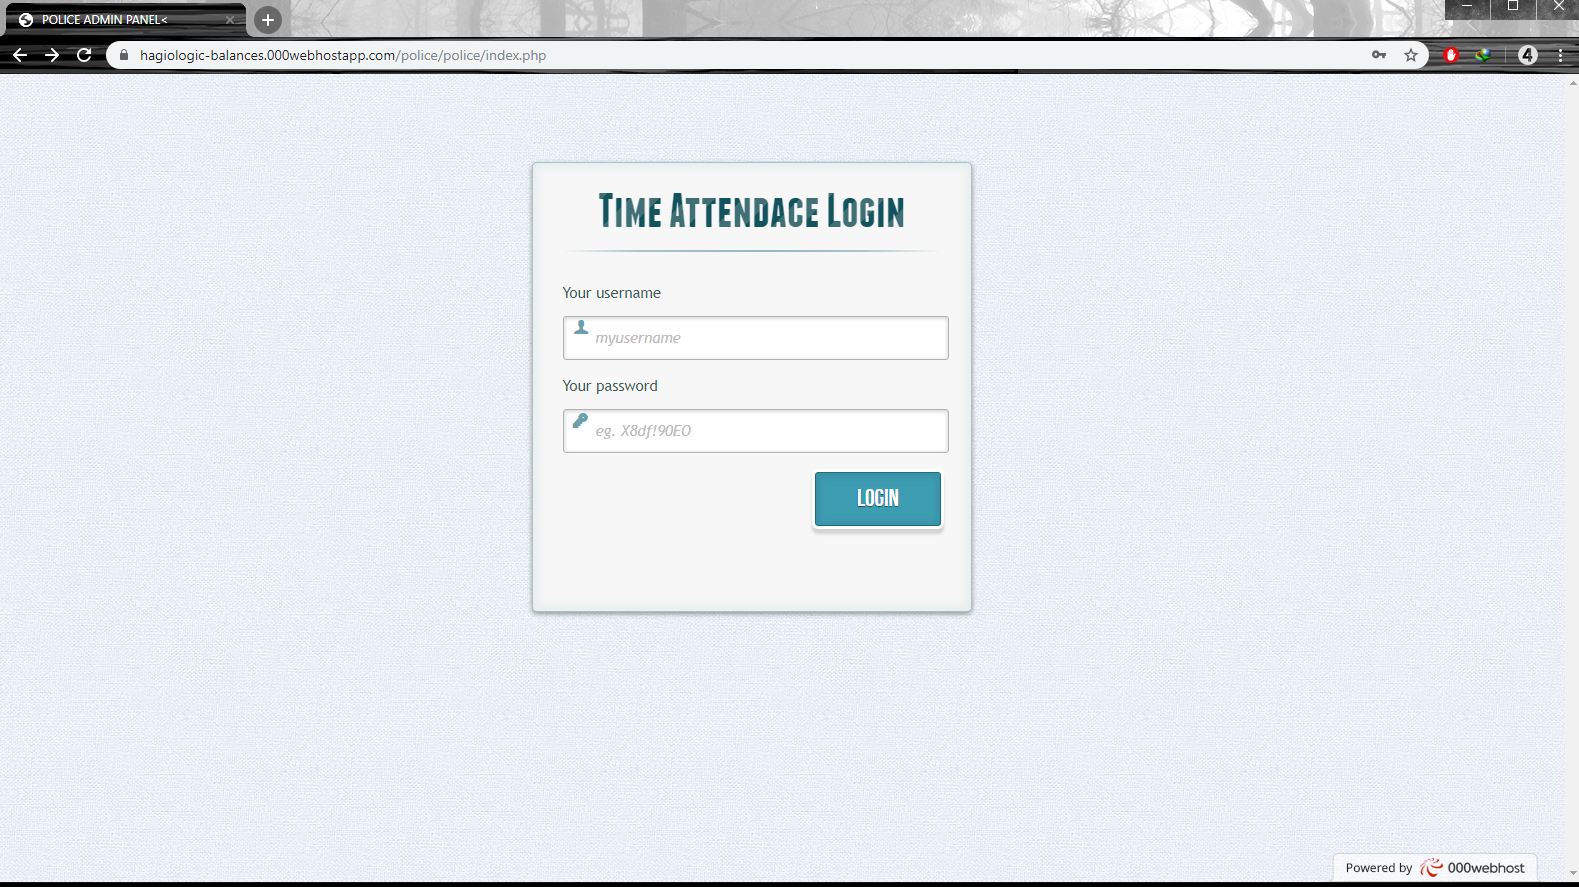 POLICE ADMIN PANEL<
hagiologic-balances.000webhostapp.com/police/police/index.php
4
TIME ATTENDACE LOGIN
Your username
myusername
Your password
eg. X8df!90EO
LOGIN
Powered by 000webhost